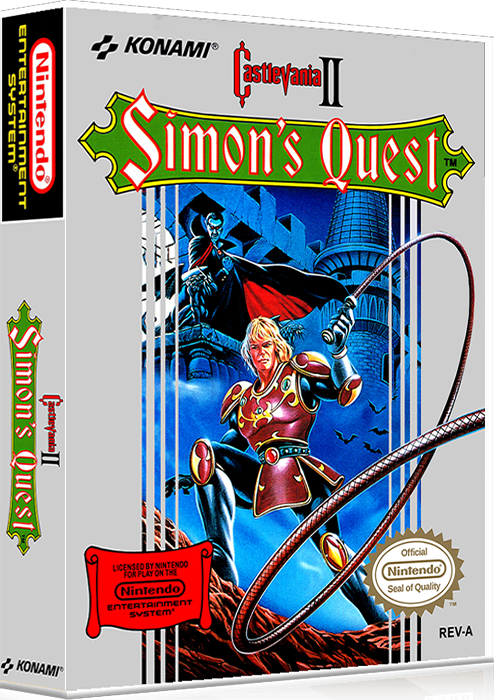 KONAMI®
Castlevania II
Simon's Quest™
Nintendo®
ENTERTAINMENT
SYSTEM®
Castlevania II
Simon's Quest
KONAMI®
LICENSED BY NINTENDO
FOR PLAY ON THE
Nintendo
ENTERTAINMENT
SYSTEM®
Official
Nintendo
Seal of Quality
TM
REV-A